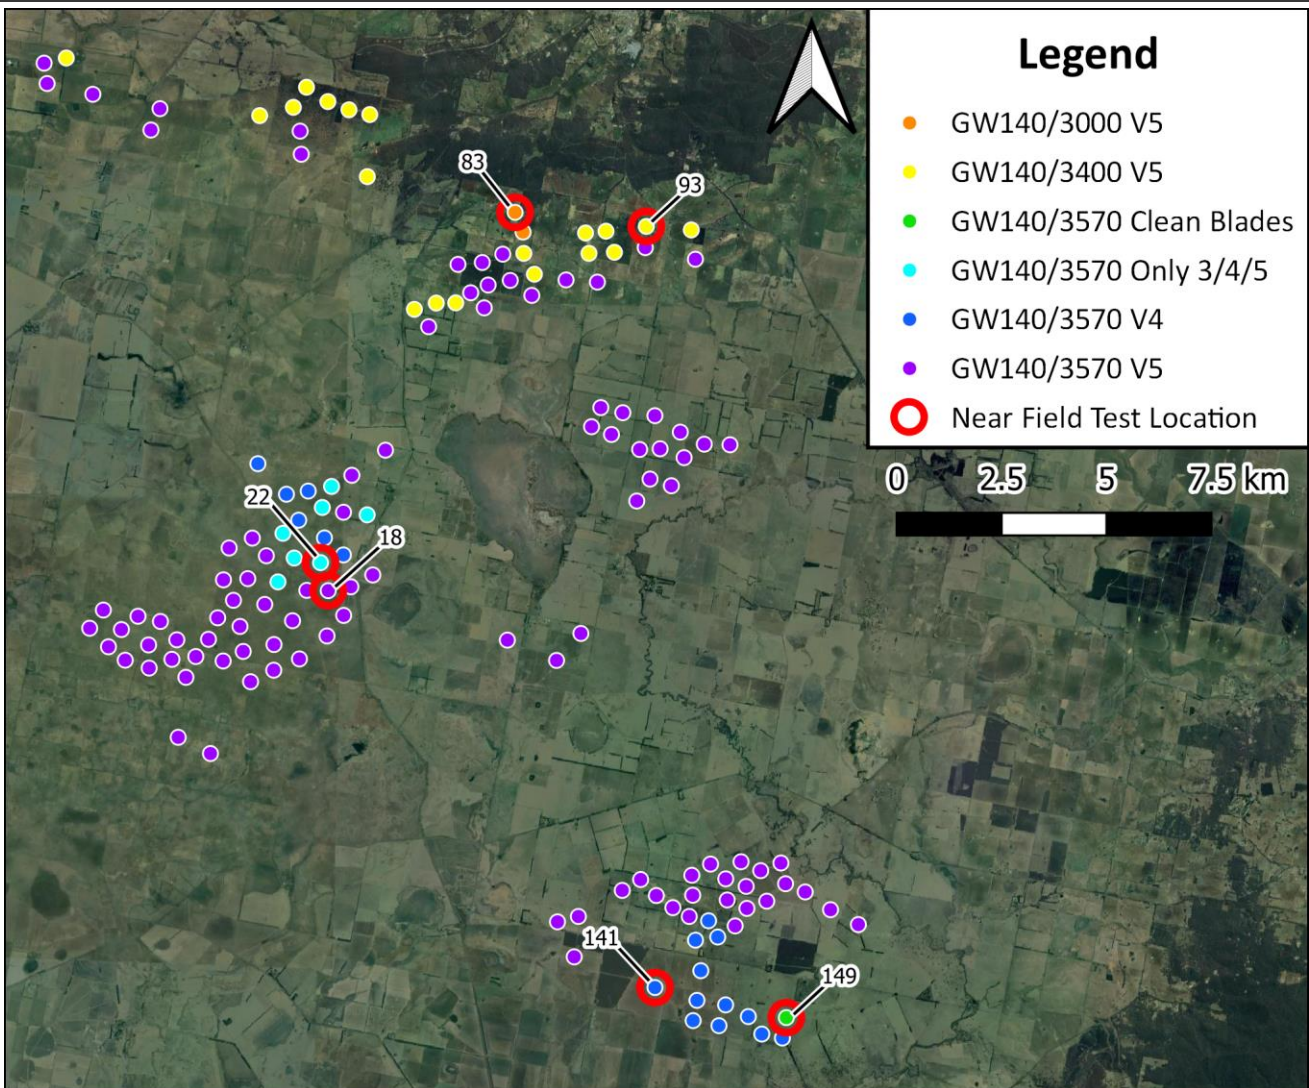 Legend
GW140/3000 V5
GW140/3400 V5
GW140/3570 Clean Blades
GW140/3570 Only 3/4/5
GW140/3570 V4
GW140/3570 V5
Near Field Test Location
0 2.5 5 7.5 km
83
93
22
18
141
149